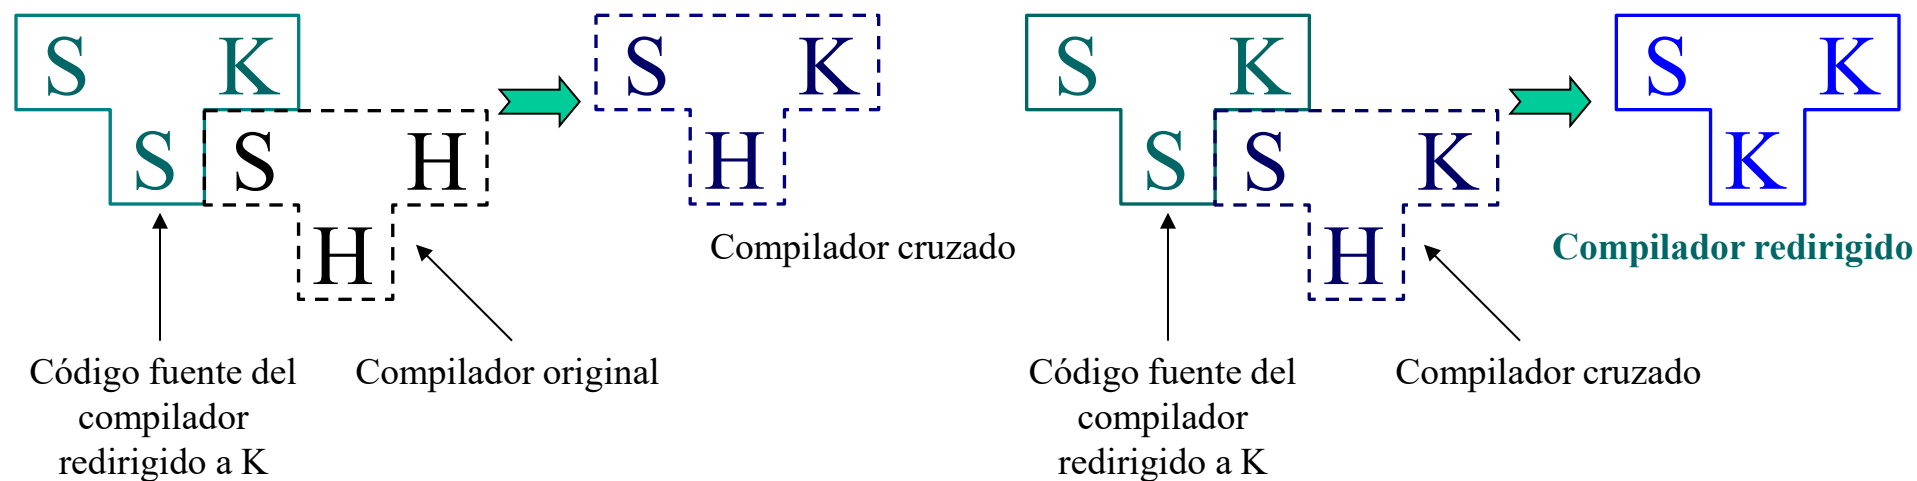 S K
S S H
H
S K
H
Compilador cruzado
Código fuente del
compilador
redirigido a K
Compilador original
S K
S S K
H
S K
K
Compilador redirigido
Código fuente del
compilador
redirigido a K
Compilador cruzado